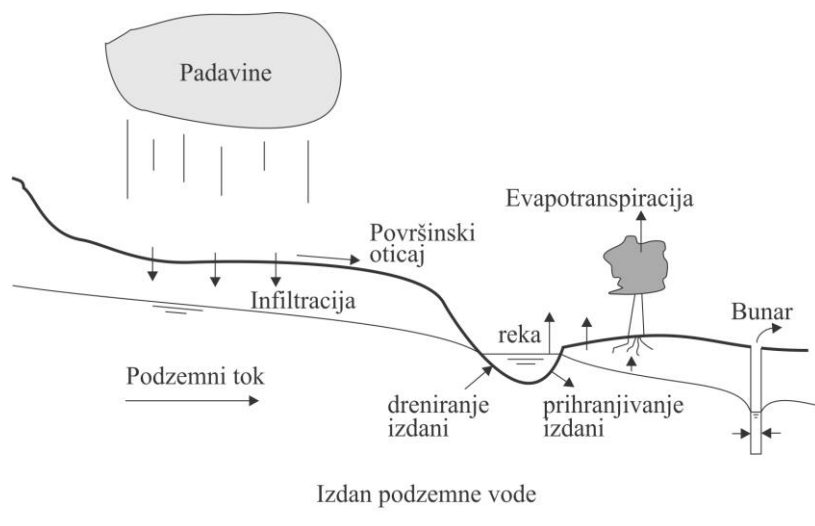 Padavine
Evapotranspiracija
Površinski
oticaj
Infiltracija
reka
Bunar
Podzemni tok
dreniranje
izdani
prihranjivanje
izdani
Izdan podzemne vode